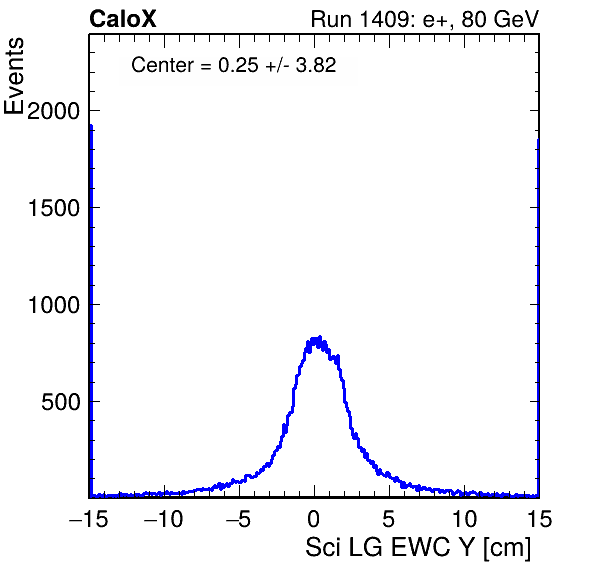 CaloX
Run 1409: e+, 80 GeV
Center = 0.25 +/- 3.82
Events
2000
1500
1000
500
−15 −10 −5 0 5 10 15
Sci LG EWC Y [cm]